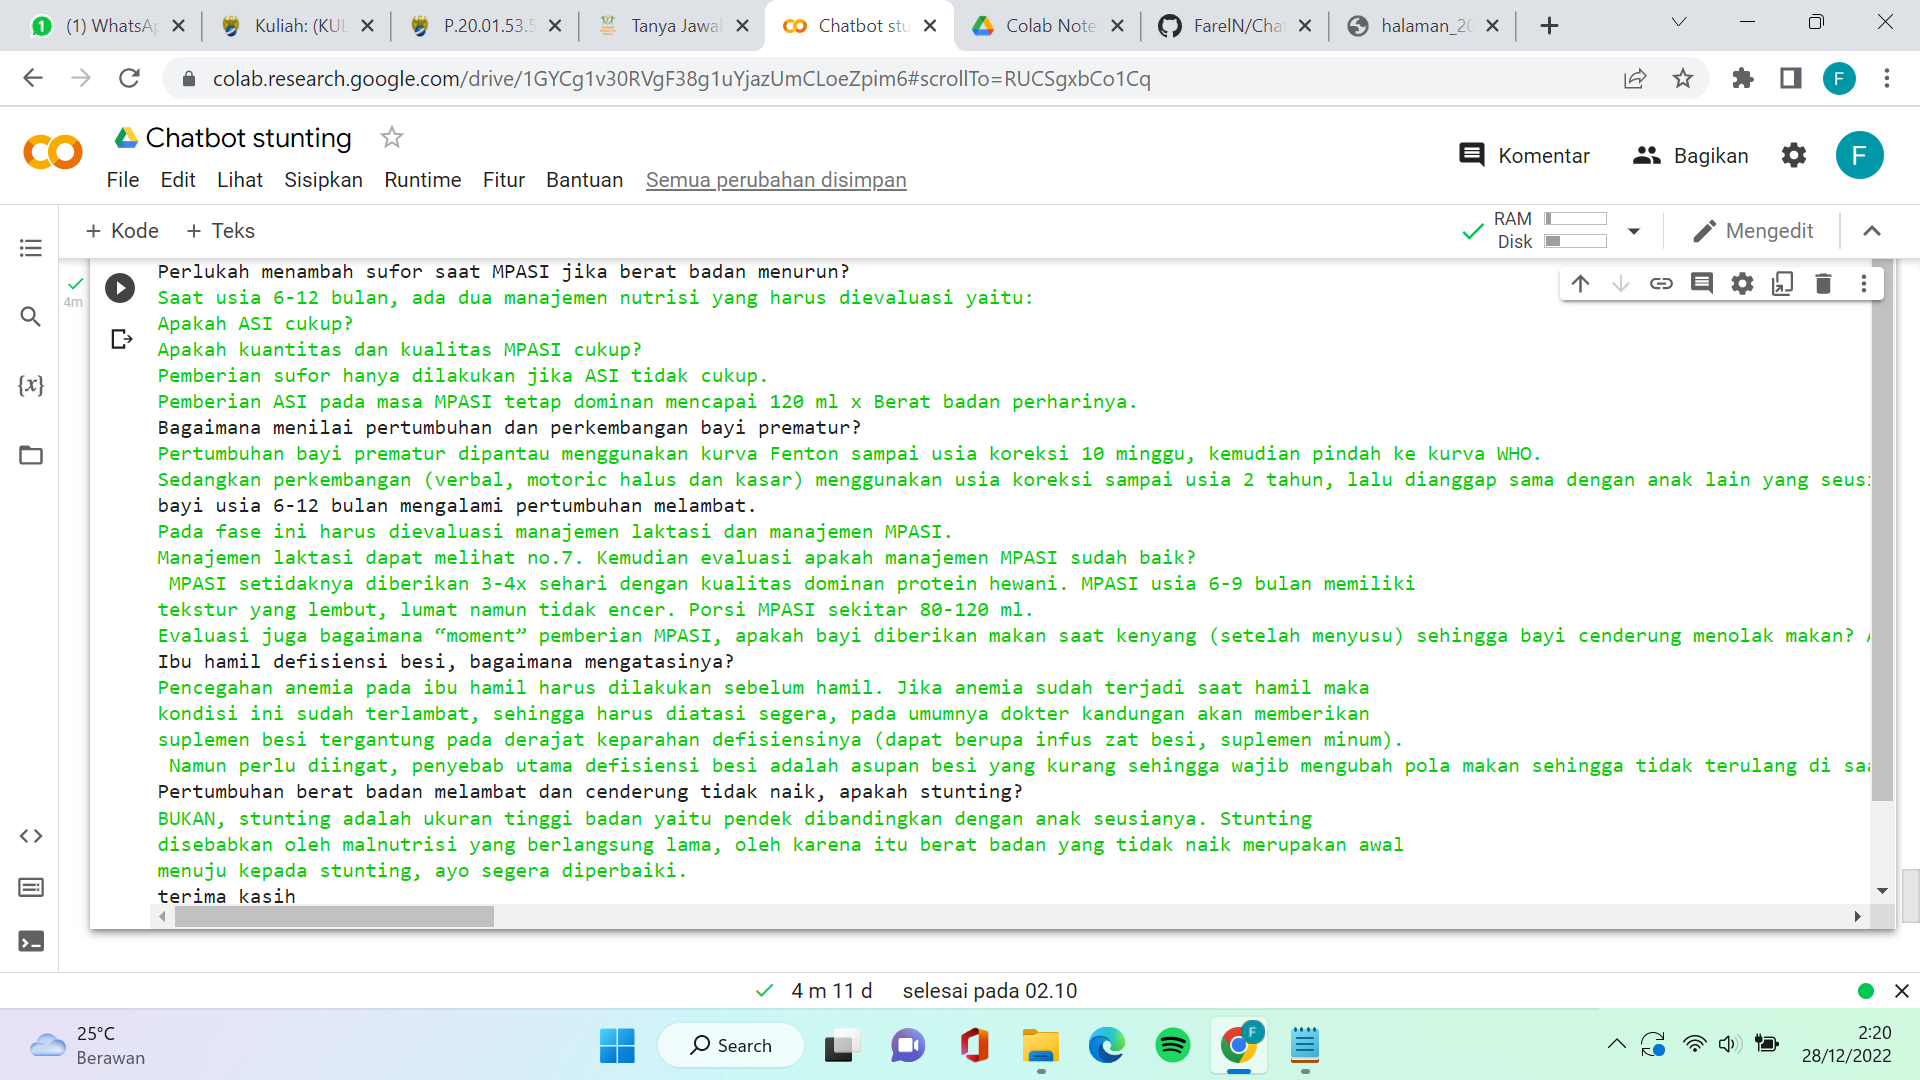 (1) WhatsAp
Kuliah: (KUL
P.20.01.53.5
Tanya Jawa
Chatbot stu
Colab Note
FarelN/Chat
halaman_20
colab.research.google.com/drive/1GYCg1v30RVgF38g1uYjazUmCLoeZpim6#scrollTo=RUCSgxbCo1Cq
F
Chatbot stunting
File Edit Lihat Sisipkan Runtime Fitur Bantuan Semua perubahan disimpan
Komentar
Bagikan
F
+ Kode + Teks
RAM
Disk
Mengedit
4m
{x}
Perlukah menambah sufor saat MPASI jika berat badan menurun?
Saat usia 6-12 bulan, ada dua manajemen nutrisi yang harus dievaluasi yaitu:
Apakah ASI cukup?
Apakah kuantitas dan kualitas MPASI cukup?
Pemberian sufor hanya dilakukan jika ASI tidak cukup.
Pemberian ASI pada masa MPASI tetap dominan mencapai 120 ml x Berat badan perharinya.
Bagaimana menilai pertumbuhan dan perkembangan bayi prematur?
Pertumbuhan bayi prematur dipantau menggunakan kurva Fenton sampai usia koreksi 10 minggu, kemudian pindah ke kurva WHO.
Sedangkan perkembangan (verbal, motoric halus dan kasar) menggunakan usia koreksi sampai usia 2 tahun, lalu dianggap sama dengan anak lain yang seus
bayi usia 6-12 bulan mengalami pertumbuhan melambat.
Pada fase ini harus dievaluasi manajemen laktasi dan manajemen MPASI.
Manajemen laktasi dapat melihat no.7. Kemudian evaluasi apakah manajemen MPASI sudah baik?
MPASI setidaknya diberikan 3-4x sehari dengan kualitas dominan protein hewani. MPASI usia 6-9 bulan memiliki
tekstur yang lembut, lumat namun tidak encer. Porsi MPASI sekitar 80-120 ml.
Evaluasi juga bagaimana “moment” pemberian MPASI, apakah bayi diberikan makan saat kenyang (setelah menyusu) sehingga bayi cenderung menolak makan? A
Ibu hamil defisiensi besi, bagaimana mengatasinya?
Pencegahan anemia pada ibu hamil harus dilakukan sebelum hamil. Jika anemia sudah terjadi saat hamil maka
kondisi ini sudah terlambat, sehingga harus diatasi segera, pada umumnya dokter kandungan akan memberikan
suplemen besi tergantung pada derajat keparahan defisiensinya (dapat berupa infus zat besi, suplemen minum).
Namun perlu diingat, penyebab utama defisiensi besi adalah asupan besi yang kurang sehingga wajib mengubah pola makan sehingga tidak terulang di sa
Pertumbuhan berat badan melambat dan cenderung tidak naik, apakah stunting?
BUKAN, stunting adalah ukuran tinggi badan yaitu pendek dibandingkan dengan anak seusianya. Stunting
disebabkan oleh malnutrisi yang berlangsung lama, oleh karena itu berat badan yang tidak naik merupakan awal
menuju kepada stunting, ayo segera diperbaiki.
terima kasih
4 m 11 d selesai pada 02.10
25°C
Berawan
Search
F
2:20
28/12/2022